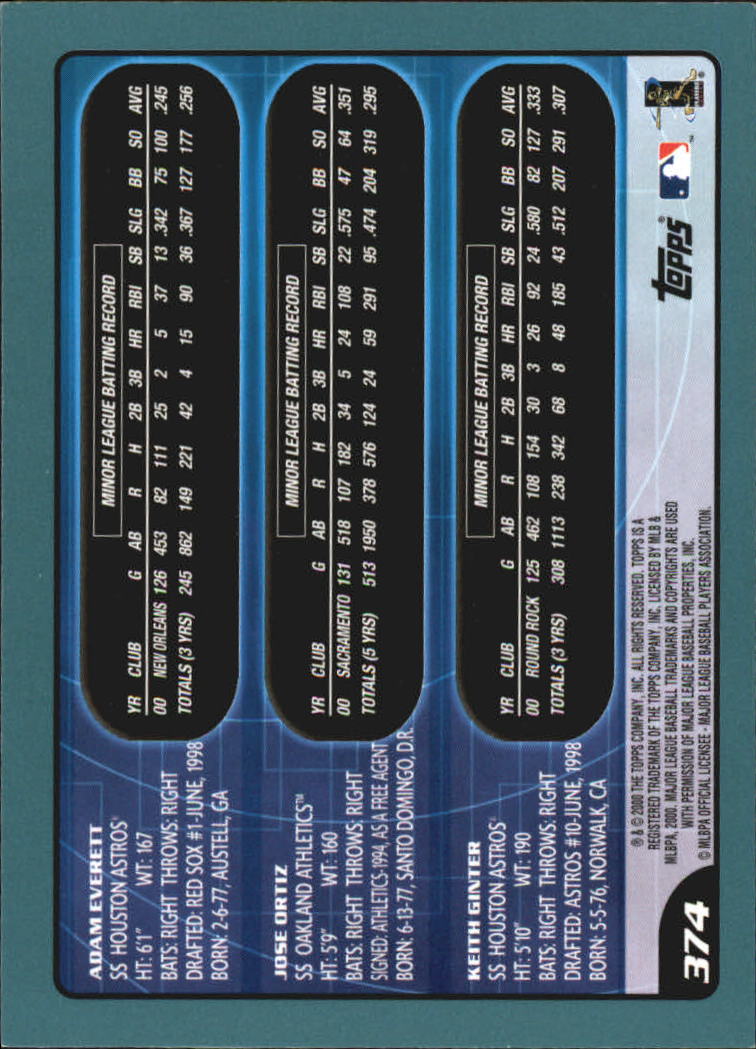 ADAM EVERETT
SS HOUSTON ASTROS®
HT: 6'1" WT: 167
BATS: RIGHT THROWS: RIGHT
DRAFTED: RED SOX #1-JUNE, 1998
BORN: 2-6-77, AUSTELL, GA
MINOR LEAGUE BATTING RECORD
YR CLUB G AB R H 2B 3B HR RBI SB SLG BB SO AVG
00 NEW ORLEANS 126 453 82 111 25 2 5 37 13 .342 75 100 .245
TOTALS (3 YRS) 245 862 149 221 42 4 15 90 36 .367 127 177 .256
JOSE ORTIZ
SS OAKLAND ATHLETICS™
HT: 5'9" WT: 160
BATS: RIGHT THROWS: RIGHT
SIGNED: ATHLETICS-1994, AS A FREE AGENT
BORN: 6-13-77, SANTO DOMINGO, D.R.
MINOR LEAGUE BATTING RECORD
YR CLUB G AB R H 2B 3B HR RBI SB SLG BB SO AVG
00 SACRAMENTO 131 518 107 182 34 5 24 108 22 .575 47 64 .351
TOTALS (5 YRS) 513 1950 378 576 124 24 59 291 95 .474 204 319 .295
KEITH GINTER
SS HOUSTON ASTROS®
HT: 5'10" WT: 190
BATS: RIGHT THROWS: RIGHT
DRAFTED: ASTROS #10-JUNE, 1998
BORN: 5-5-76, NORWALK, CA
MINOR LEAGUE BATTING RECORD
YR CLUB G AB R H 2B 3B HR RBI SB SLG BB SO AVG
00 ROUND ROCK 125 462 108 154 30 3 26 92 24 .580 82 127 .333
TOTALS (3 YRS) 308 1113 238 342 68 8 48 185 43 .512 207 291 .307
374
® & © 2000 THE TOPPS COMPANY, INC. ALL RIGHTS RESERVED. TOPPS IS A
REGISTERED TRADEMARK OF THE TOPPS COMPANY, INC. LICENSED BY MLB &
MLBPA, 2000. MAJOR LEAGUE BASEBALL TRADEMARKS AND COPYRIGHTS ARE USED
WITH PERMISSION OF MAJOR LEAGUE BASEBALL PROPERTIES, INC.
© MLBPA OFFICIAL LICENSEE - MAJOR LEAGUE BASEBALL PLAYERS ASSOCIATION.
TOPPS®